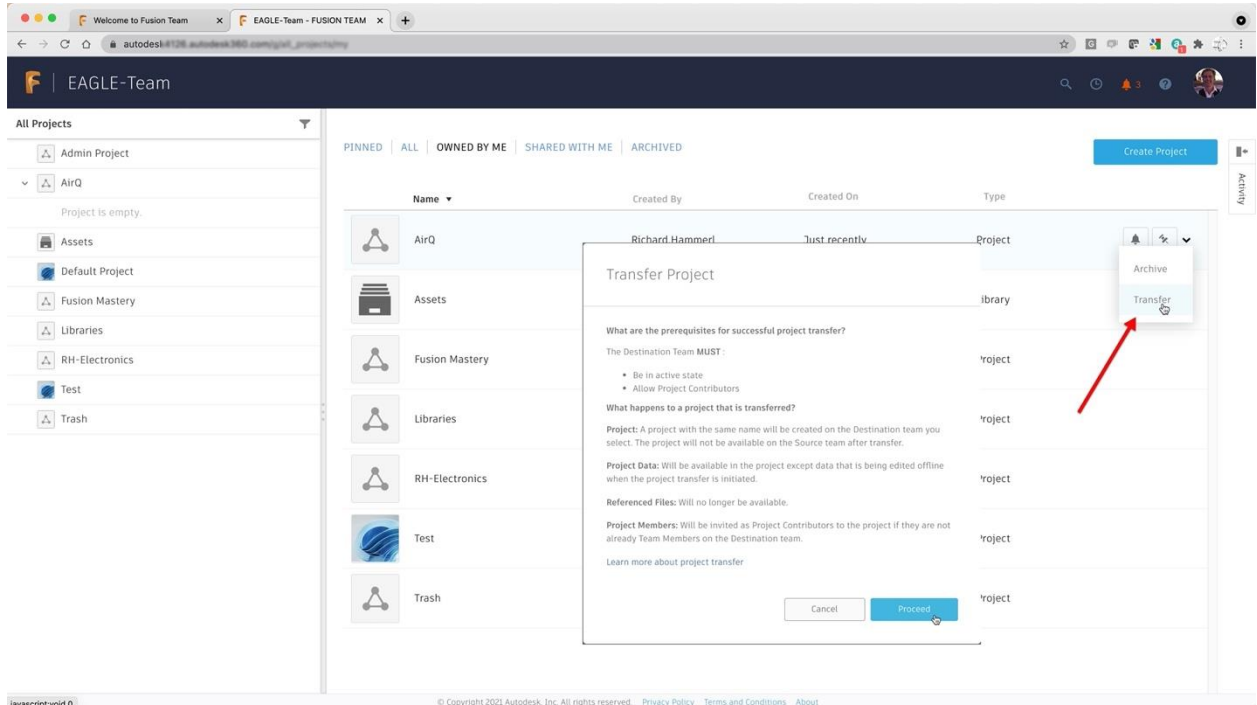 Welcome to Fusion Team
EAGLE-Team - FUSION TEAM
EAGLE-Team
3
All Projects
Admin Project
AirQ
Project is empty.
Assets
Default Project
Fusion Mastery
Libraries
RH-Electronics
Test
Trash
PINNED ALL OWNED BY ME SHARED WITH ME ARCHIVED
Create Project
Activity
Name Created By Created On Type
AirQ Richard Hammerl Just recently Project
Archive
Transfer
Assets ibrary
Fusion Mastery roject
Libraries roject
RH-Electronics roject
Test roject
Trash roject
Transfer Project
What are the prerequisites for successful project transfer?
The Destination Team MUST :
• Be in active state
• Allow Project Contributors
What happens to a project that is transferred?
Project: A project with the same name will be created on the Destination team you
select. The project will not be available on the Source team after transfer.
Project Data: Will be available in the project except data that is being edited offline
when the project transfer is initiated.
Referenced Files: Will no longer be available.
Project Members: Will be invited as Project Contributors to the project if they are not
already Team Members on the Destination team.
Learn more about project transfer
Cancel Proceed
© Copyright 2021 Autodesk, Inc. All rights reserved. Privacy Policy Terms and Conditions About
javascript:void 0